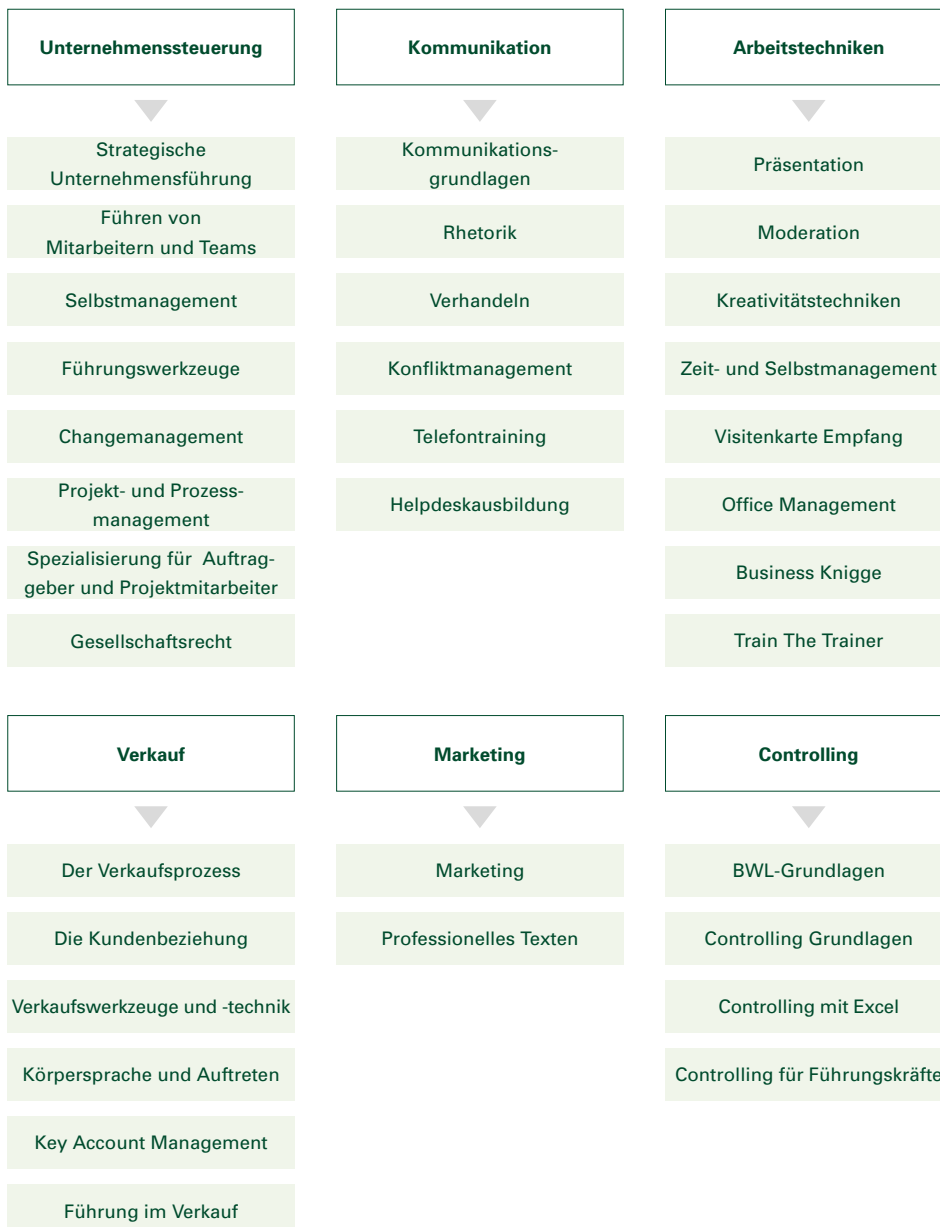 Unternehmenssteuerung
Strategische
Unternehmensführung
Führen von
Mitarbeitern und Teams
Selbstmanagement
Führungswerkzeuge
Changemanagement
Projekt- und Prozess-
management
Spezialisierung für Auftrag-
geber und Projektmitarbeiter
Gesellschaftsrecht
Kommunikation
Kommunikations-
grundlagen
Rhetorik
Verhandeln
Konfliktmanagement
Telefontraining
Helpdeskausbildung
Arbeitstechniken
Präsentation
Moderation
Kreativitätstechniken
Zeit- und Selbstmanagement
Visitenkarte Empfang
Office Management
Business Knigge
Train The Trainer
Verkauf
Der Verkaufsprozess
Die Kundenbeziehung
Verkaufswerkzeuge und -technik
Körpersprache und Auftreten
Key Account Management
Führung im Verkauf
Marketing
Marketing
Professionelles Texten
Controlling
BWL-Grundlagen
Controlling Grundlagen
Controlling mit Excel
Controlling für Führungskräfte